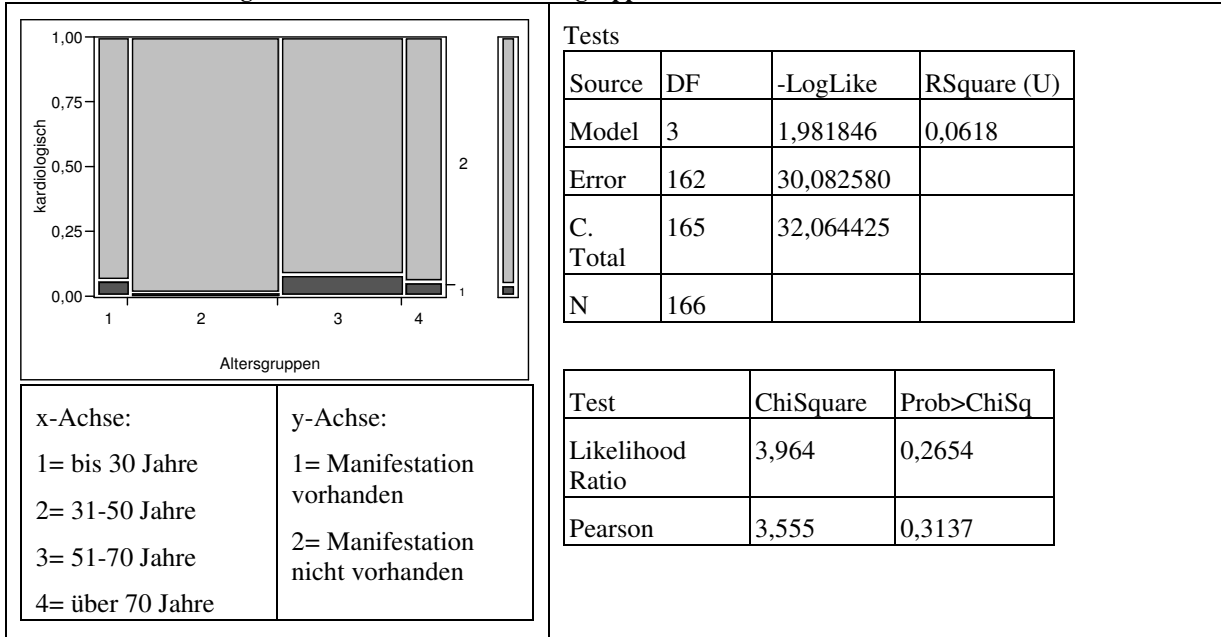 1,00
0,75
0,50
0,25
0,00
kardiologisch
2
1
1 2 3 4
Altersgruppen
x-Achse:
1= bis 30 Jahre
2= 31-50 Jahre
3= 51-70 Jahre
4= über 70 Jahre
y-Achse:
1= Manifestation
vorhanden
2= Manifestation
nicht vorhanden
Tests
Source DF -LogLike RSquare (U)
Model 3 1,981846 0,0618
Error 162 30,082580
C.
Total 165 32,064425
N 166
Test ChiSquare Prob>ChiSq
Likelihood
Ratio 3,964 0,2654
Pearson 3,555 0,3137